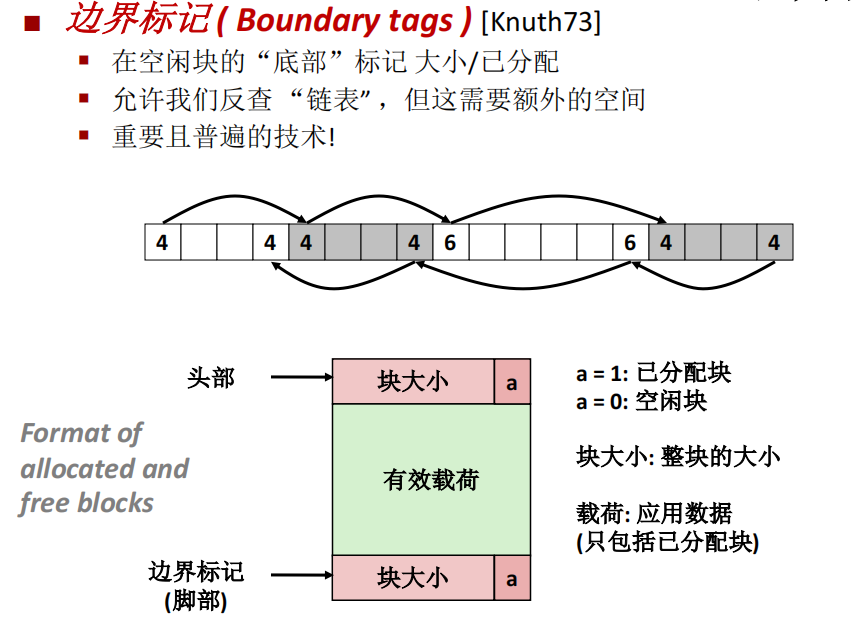 边界标记 ( Boundary tags ) [Knuth73]
在空闲块的“底部”标记 大小/已分配
允许我们反查 “链表” ，但这需要额外的空间
重要且普遍的技术!
4 4 4 4 6 6 4 4
头部
块大小 a
a = 1: 已分配块
a = 0: 空闲块
Format of
allocated and
free blocks
有效载荷
块大小: 整块的大小
载荷: 应用数据
(只包括已分配块)
边界标记
(脚部)
块大小 a